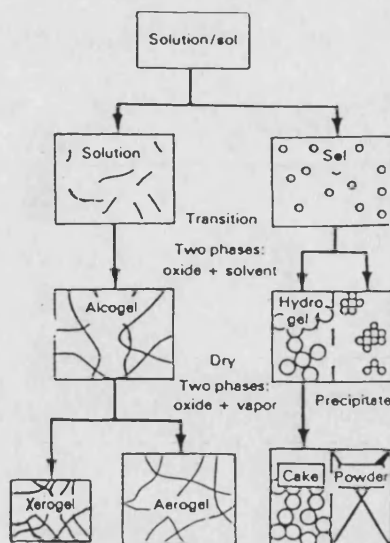 Solution/sol
Solution
Sol
Transition
Two phases:
oxide + solvent
Alcogel
Hydro
gel
Dry
Two phases:
oxide + vapor
Precipitate
Xerogel
Aerogel
Cake
Powder